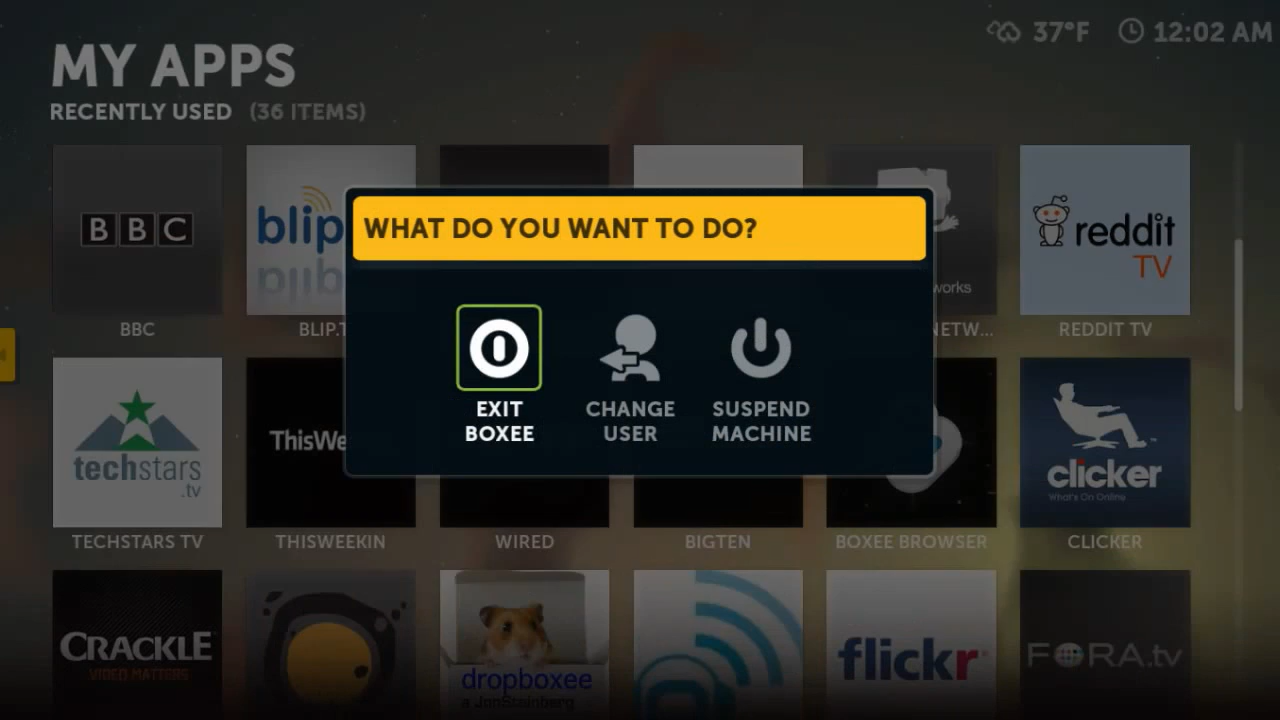 37°F 12:02 AM
MY APPS
RECENTLY USED (36 ITEMS)
BBC
blip
reddit
TV
works
BBC
BLIP.T
NETW...
REDDIT TV
WHAT DO YOU WANT TO DO?
EXIT
BOXEE
CHANGE
USER
SUSPEND
MACHINE
techstars
.tv
ThisWe
clicker
What's On Online
TECHSTARS TV
THISWEEKIN
WIRED
BIGTEN
BOXEE BROWSER
CLICKER
CRACKLE
VIDEO MATTERS
dropboxee
a JonSteinberg
flickr
FORA.tv